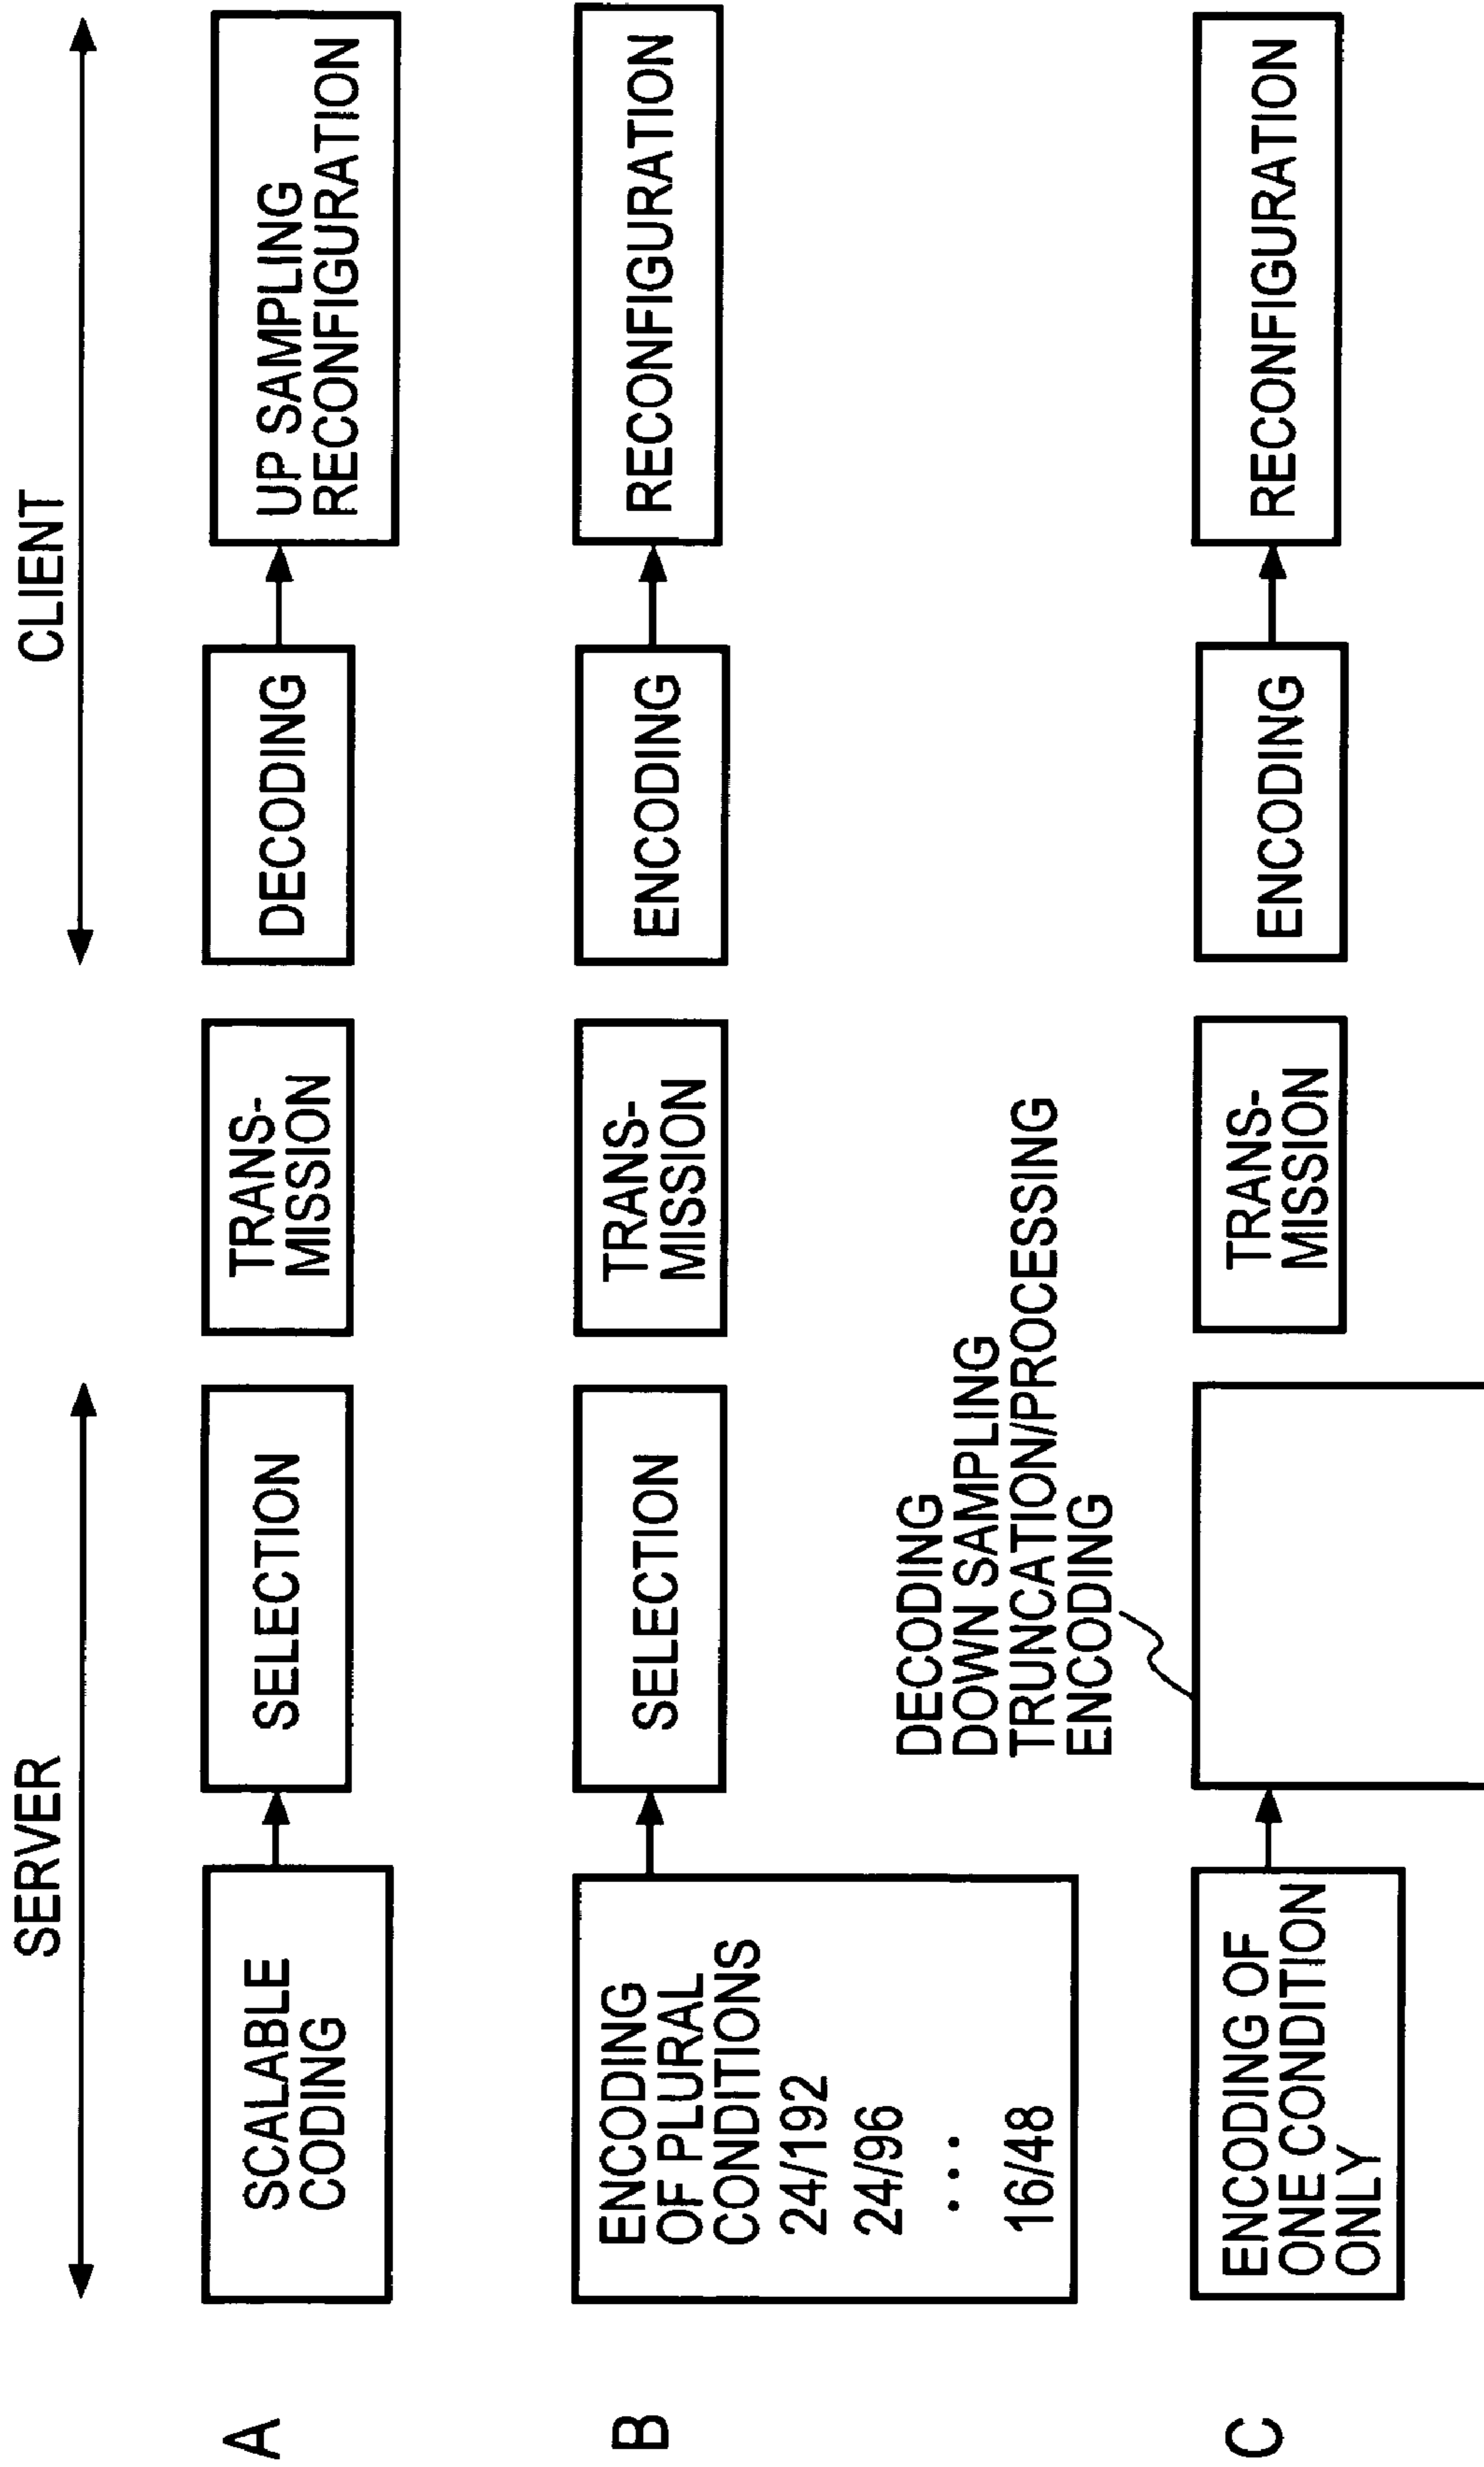 SERVER
CLIENT
A
SCALABLE
CODING
SELECTION
TRANS-
MISSION
DECODING
UP SAMPLING
RECONFIGURATION
B
ENCODING
OF PLURAL
CONDITIONS
24/192
24/96
...
16/48
SELECTION
TRANS-
MISSION
ENCODING
RECONFIGURATION
C
ENCODING OF
ONE CONDITION
ONLY
DECODING
DOWN SAMPLING
TRUNCATION/PROCESSING
ENCODING
TRANS-
MISSION
ENCODING
RECONFIGURATION